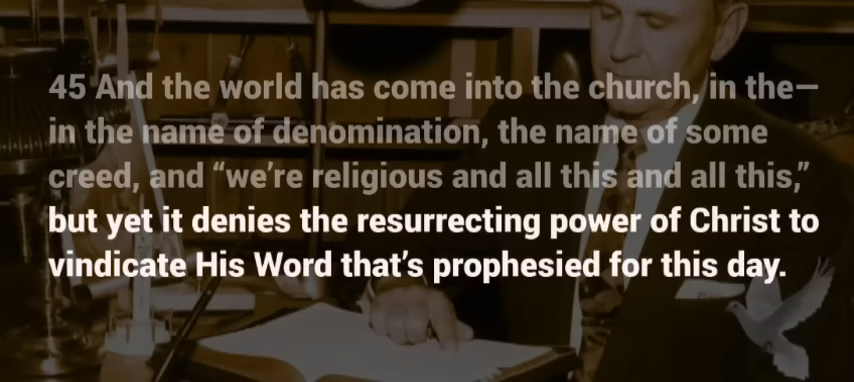 45 And the world has come into the church, in the—
in the name of denomination, the name of some
creed, and “we’re religious and all this and all this,”
but yet it denies the resurrecting power of Christ to
vindicate His Word that’s prophesied for this day.